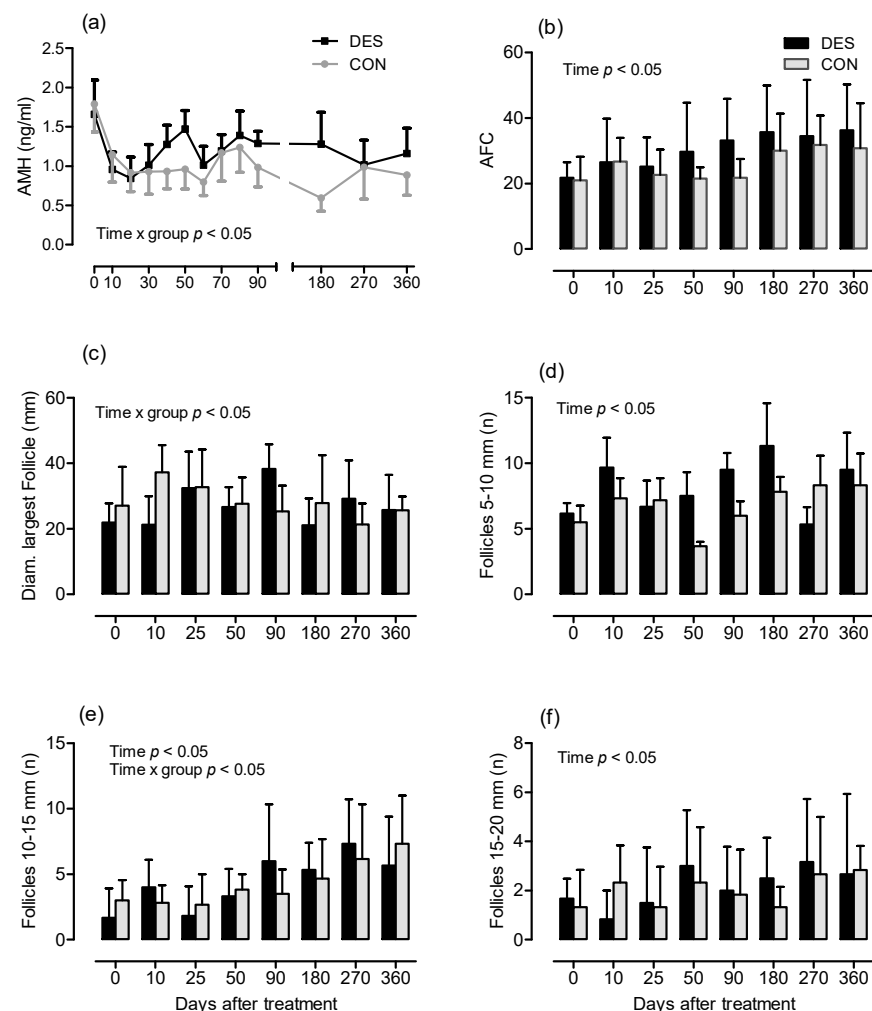 (a)
DES
CON
AMH (ng/ml)
2.5
2.0
1.5
1.0
0.5
0.0
Time x group p < 0.05
0 10 30 50 70 90 180 270 360
(b)
DES
CON
Time p < 0.05
AFC
60
40
20
0
0 10 25 50 90 180 270 360
(c)
Time x group p < 0.05
Diam. largest Follicle (mm)
60
40
20
0
0 10 25 50 90 180 270 360
(d)
Time p < 0.05
Follicles 5-10 mm (n)
15
10
5
0
0 10 25 50 90 180 270 360
(e)
Time p < 0.05
Time x group p < 0.05
Follicles 10-15 mm (n)
15
10
5
0
0 10 25 50 90 180 270 360
Days after treatment
(f)
Time p < 0.05
Follicles 15-20 mm (n)
8
6
4
2
0
0 10 25 50 90 180 270 360
Days after treatment